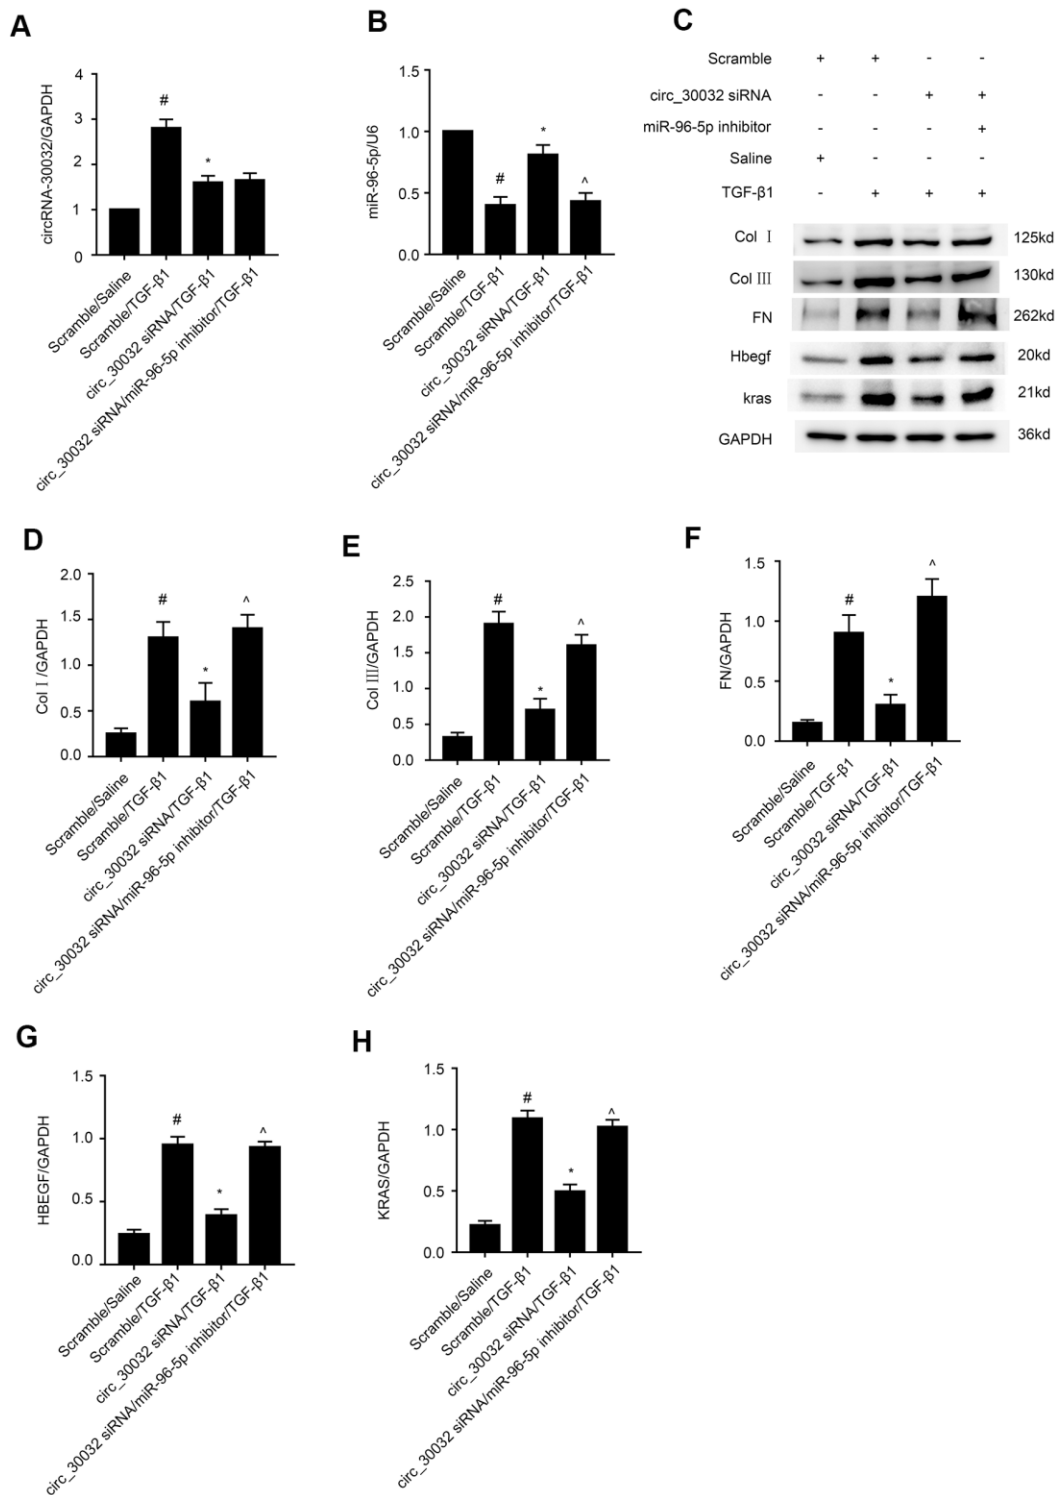 A
circRNA-30032/GAPDH
4
3
2
1
0
#
*
Scramble/Saline
Scramble/TGF-β1
circ_30032 siRNA/TGF-β1
circ_30032 siRNA/miR-96-5p inhibitor/TGF-β1
B
miR-96-5p/U6
1.5
1.0
0.5
0.0
#
*
^
Scramble/Saline
Scramble/TGF-β1
circ_30032 siRNA/TGF-β1
circ_30032 siRNA/miR-96-5p inhibitor/TGF-β1
C
Scramble + + - -
circ_30032 siRNA - - + +
miR-96-5p inhibitor - - - +
Saline + - - -
TGF-β1 - + + +
Col Ⅰ 125kd
Col Ⅲ 130kd
FN 262kd
Hbegf 20kd
kras 21kd
GAPDH 36kd
D
Col Ⅰ/GAPDH
2.0
1.5
1.0
0.5
0.0
#
*
^
Scramble/Saline
Scramble/TGF-β1
circ_30032 siRNA/TGF-β1
circ_30032 siRNA/miR-96-5p inhibitor/TGF-β1
E
Col Ⅲ/GAPDH
2.5
2.0
1.5
1.0
0.5
0.0
#
*
^
Scramble/Saline
Scramble/TGF-β1
circ_30032 siRNA/TGF-β1
circ_30032 siRNA/miR-96-5p inhibitor/TGF-β1
F
FN/GAPDH
1.5
1.0
0.5
0.0
#
*
^
Scramble/Saline
Scramble/TGF-β1
circ_30032 siRNA/TGF-β1
circ_30032 siRNA/miR-96-5p inhibitor/TGF-β1
G
HBEGF/GAPDH
1.5
1.0
0.5
0.0
#
*
^
Scramble/Saline
Scramble/TGF-β1
circ_30032 siRNA/TGF-β1
circ_30032 siRNA/miR-96-5p inhibitor/TGF-β1
H
KRAS/GAPDH
1.5
1.0
0.5
0.0
#
*
^
Scramble/Saline
Scramble/TGF-β1
circ_30032 siRNA/TGF-β1
circ_30032 siRNA/miR-96-5p inhibitor/TGF-β1